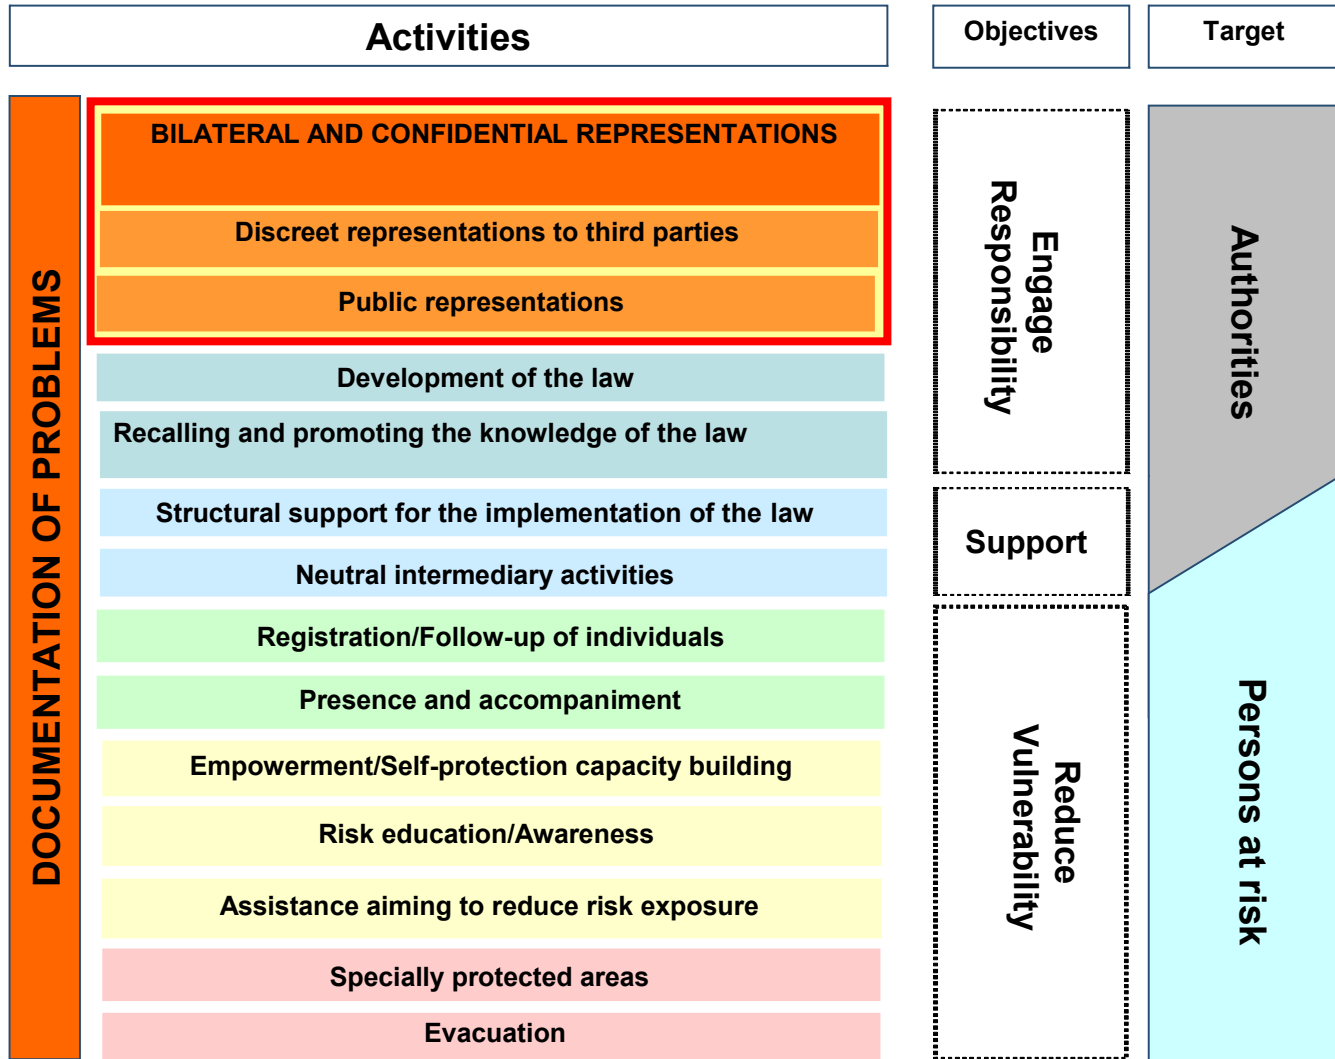 Activities
Objectives
Target
DOCUMENTATION OF PROBLEMS
BILATERAL AND CONFIDENTIAL REPRESENTATIONS
Discreet representations to third parties
Public representations
Development of the law
Recalling and promoting the knowledge of the law
Structural support for the implementation of the law
Neutral intermediary activities
Registration/Follow-up of individuals
Presence and accompaniment
Empowerment/Self-protection capacity building
Risk education/Awareness
Assistance aiming to reduce risk exposure
Specially protected areas
Evacuation
Engage
Responsibility
Support
Reduce
Vulnerability
Authorities
Persons at risk